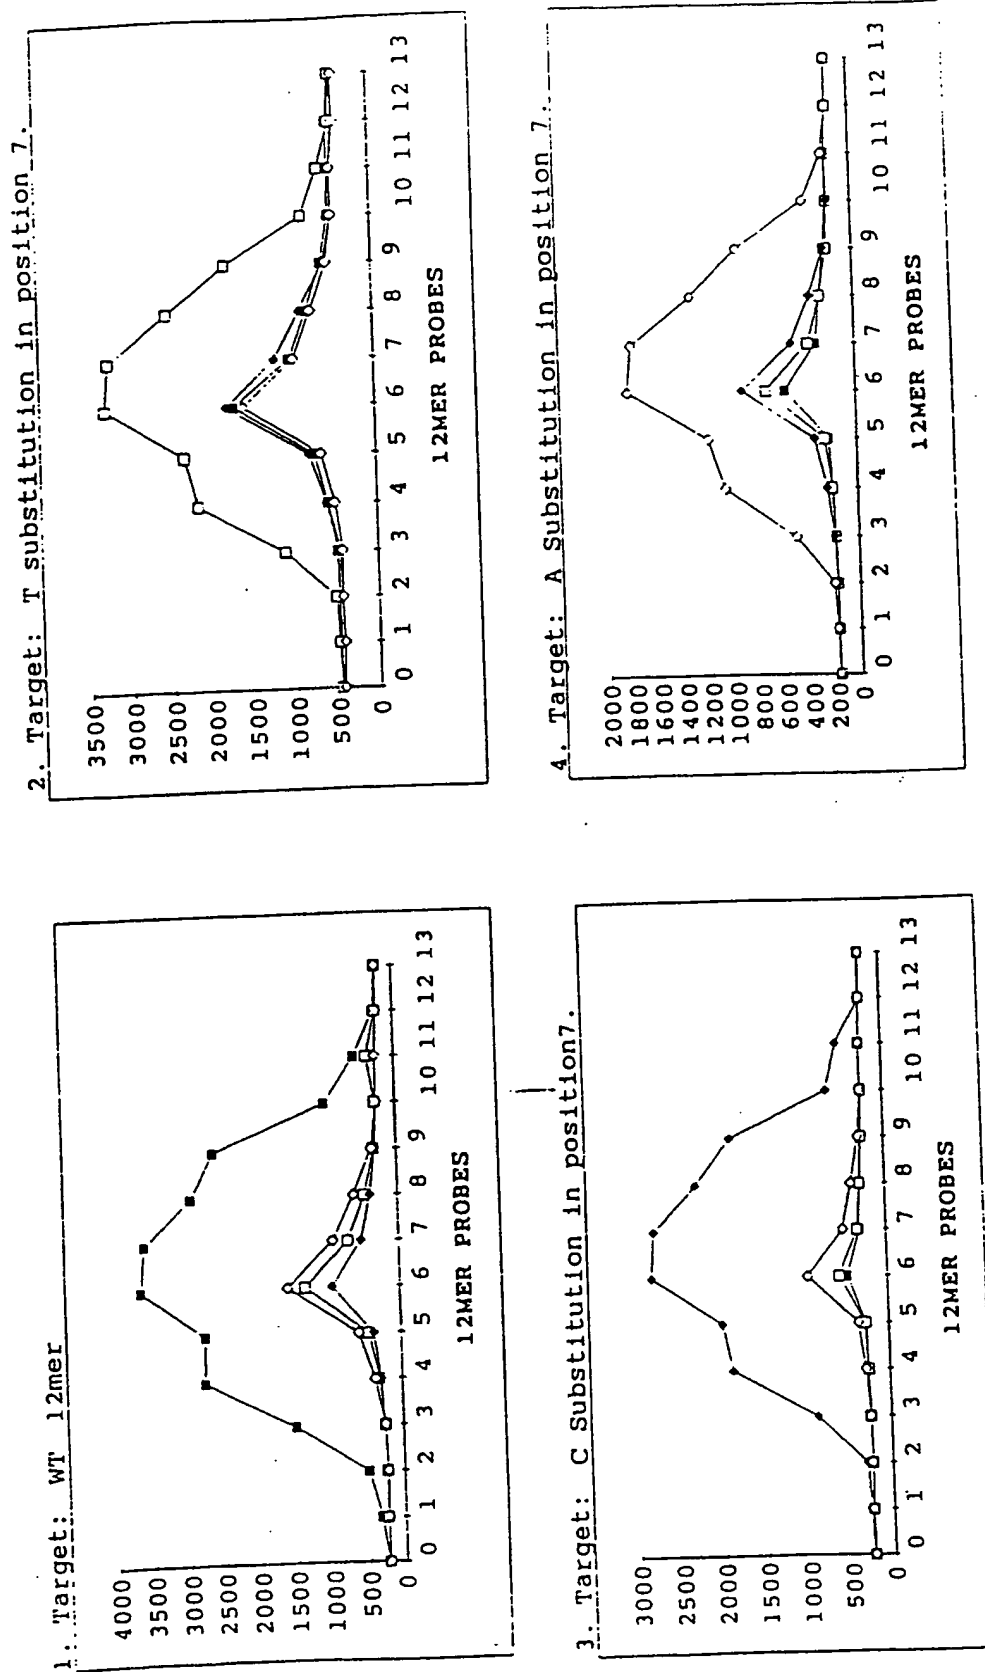 1. Target: WT 12mer
4000
3500
3000
2500
2000
1500
1000
500
0
0 1 2 3 4 5 6 7 8 9 10 11 12 13
12MER PROBES
2. Target: T substitution in position 7.
3500
3000
2500
2000
1500
1000
500
0
0 1 2 3 4 5 6 7 8 9 10 11 12 13
12MER PROBES
3. Target: C Substitution in position7.
3000
2500
2000
1500
1000
500
0
0 1 2 3 4 5 6 7 8 9 10 11 12 13
12MER PROBES
4. Target: A Substitution in position 7.
2000
1800
1600
1400
1200
1000
800
600
400
200
0
0 1 2 3 4 5 6 7 8 9 10 11 12 13
12MER PROBES